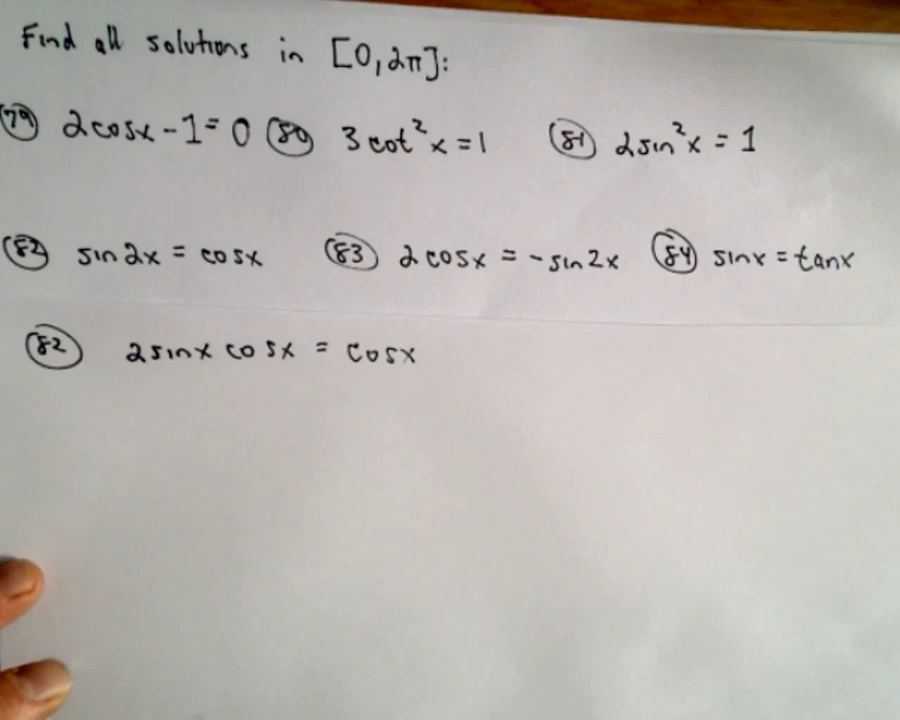 Find all solutions in [0, 2π]:
(79) 2cosx - 1 = 0 (80) 3cot²x = 1 (81) 2sin²x = 1
(82) sin2x = cosx (83) 2cosx = -sin2x (84) sinx = tanx
(82) 2sinx cosx = cosx